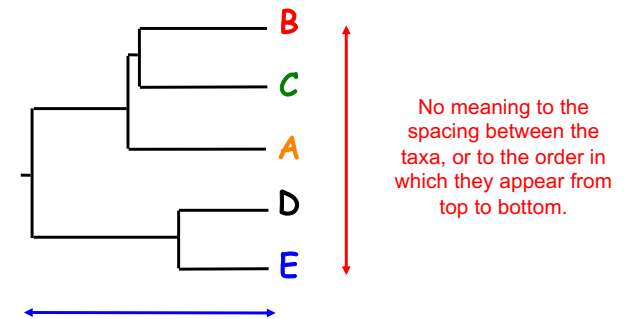 B
C
A
D
E
No meaning to the
spacing between the
taxa, or to the order in
which they appear from
top to bottom.